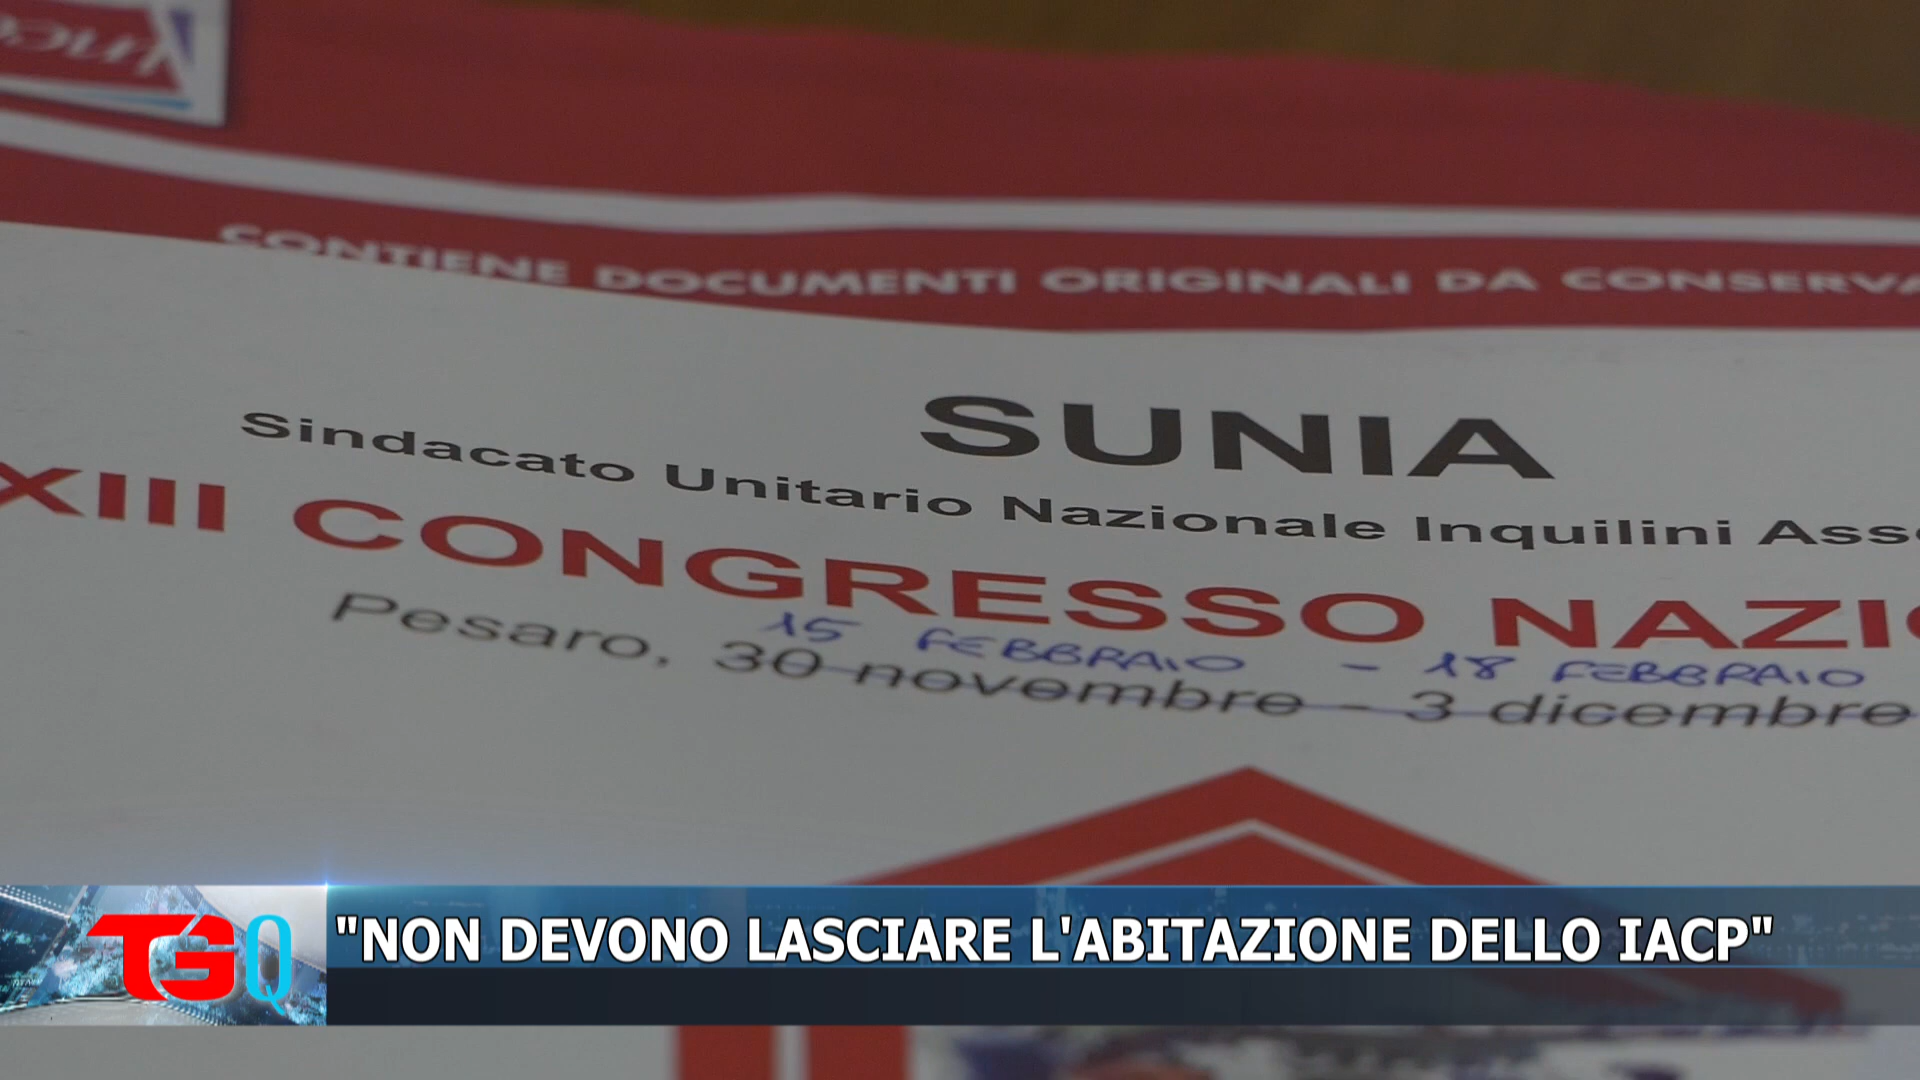 CONTIENE DOCUMENTI ORIGINALI DA CONSERVA
SUNIA
Sindacato Unitario Nazionale Inquilini Ass
XIII CONGRESSO NAZI
15 FEBBRAIO - 18 FEBBRAIO
Pesaro, 30 novembre - 3 dicembre
TGQ
"NON DEVONO LASCIARE L'ABITAZIONE DELLO IACP"